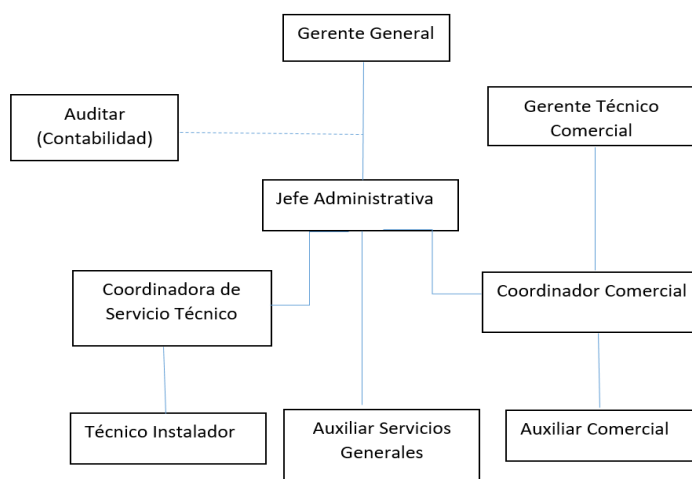 Gerente General
Auditar
(Contabilidad)
Gerente Técnico
Comercial
Jefe Administrativa
Coordinadora de
Servicio Técnico
Coordinador Comercial
Técnico Instalador
Auxiliar Servicios
Generales
Auxiliar Comercial